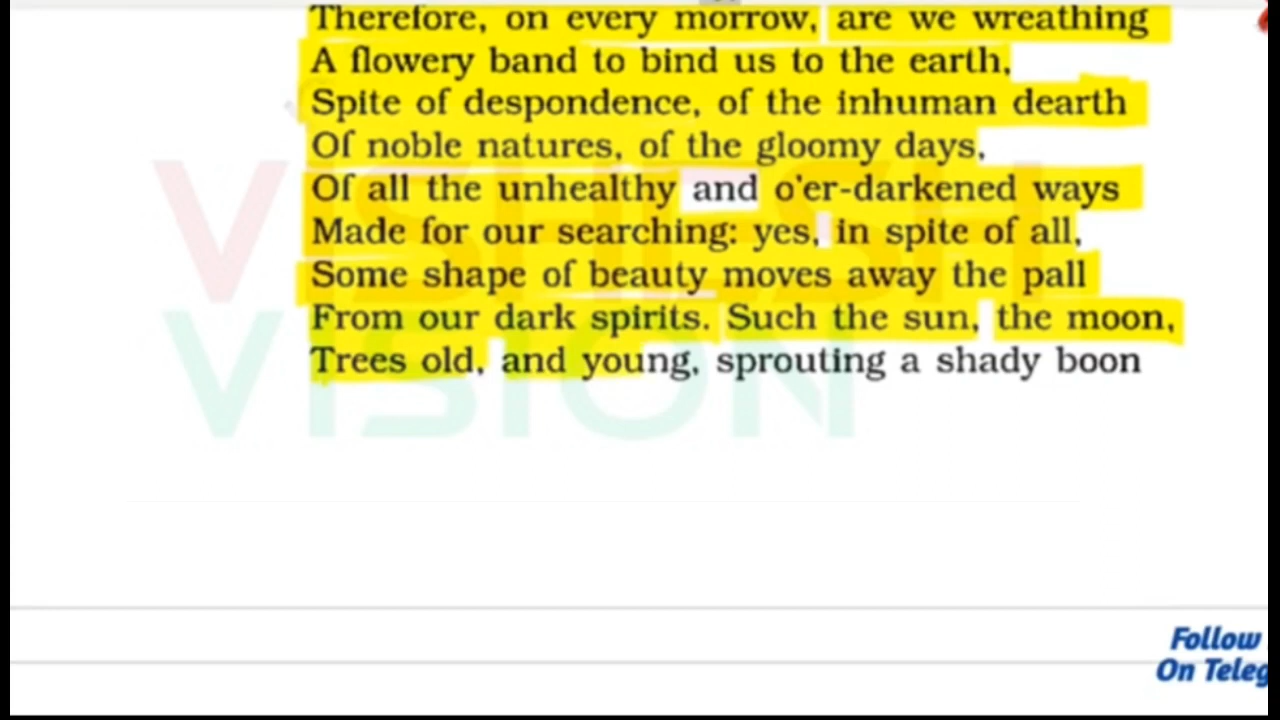 Therefore, on every morrow, are we wreathing
A flowery band to bind us to the earth,
Spite of despondence, of the inhuman dearth
Of noble natures, of the gloomy days,
Of all the unhealthy and o'er-darkened ways
Made for our searching: yes, in spite of all,
Some shape of beauty moves away the pall
From our dark spirits. Such the sun, the moon,
Trees old, and young, sprouting a shady boon
VISHESH
VISION
Follow
On Teleg